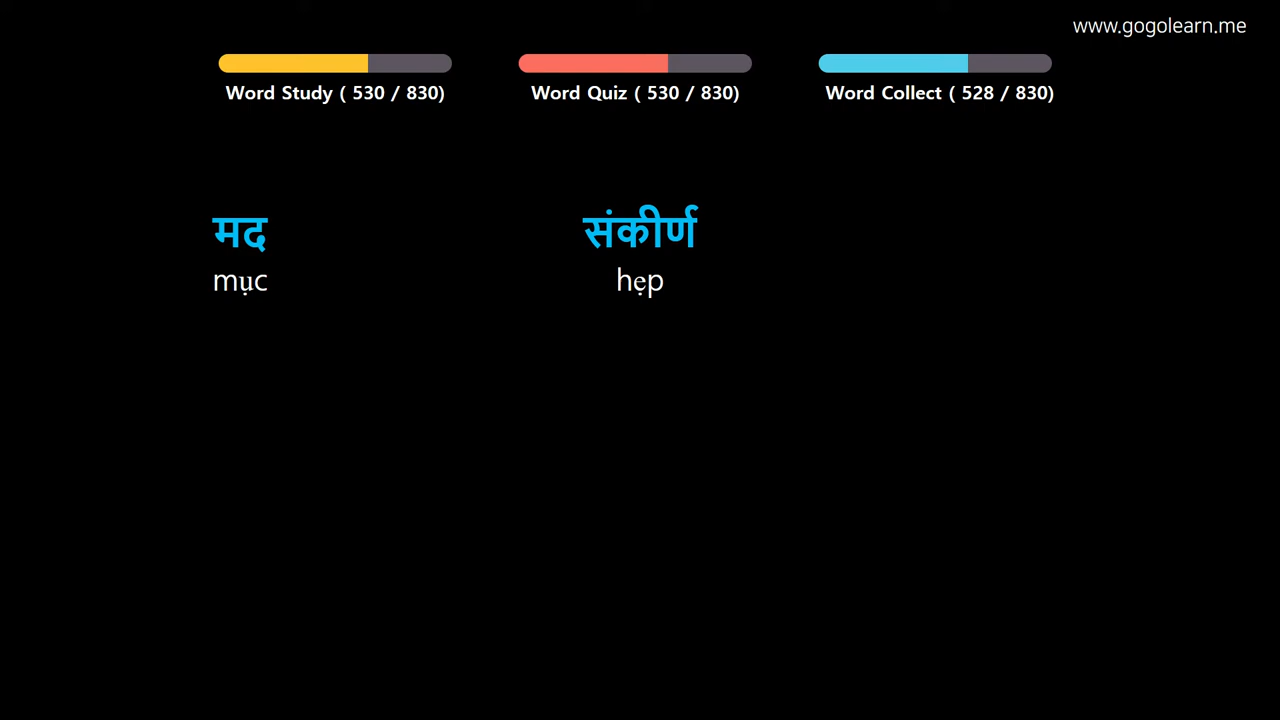 www.gogolearn.me
Word Study ( 530 / 830)
Word Quiz ( 530 / 830)
Word Collect ( 528 / 830)
मद
संकीर्ण
mục
hẹp